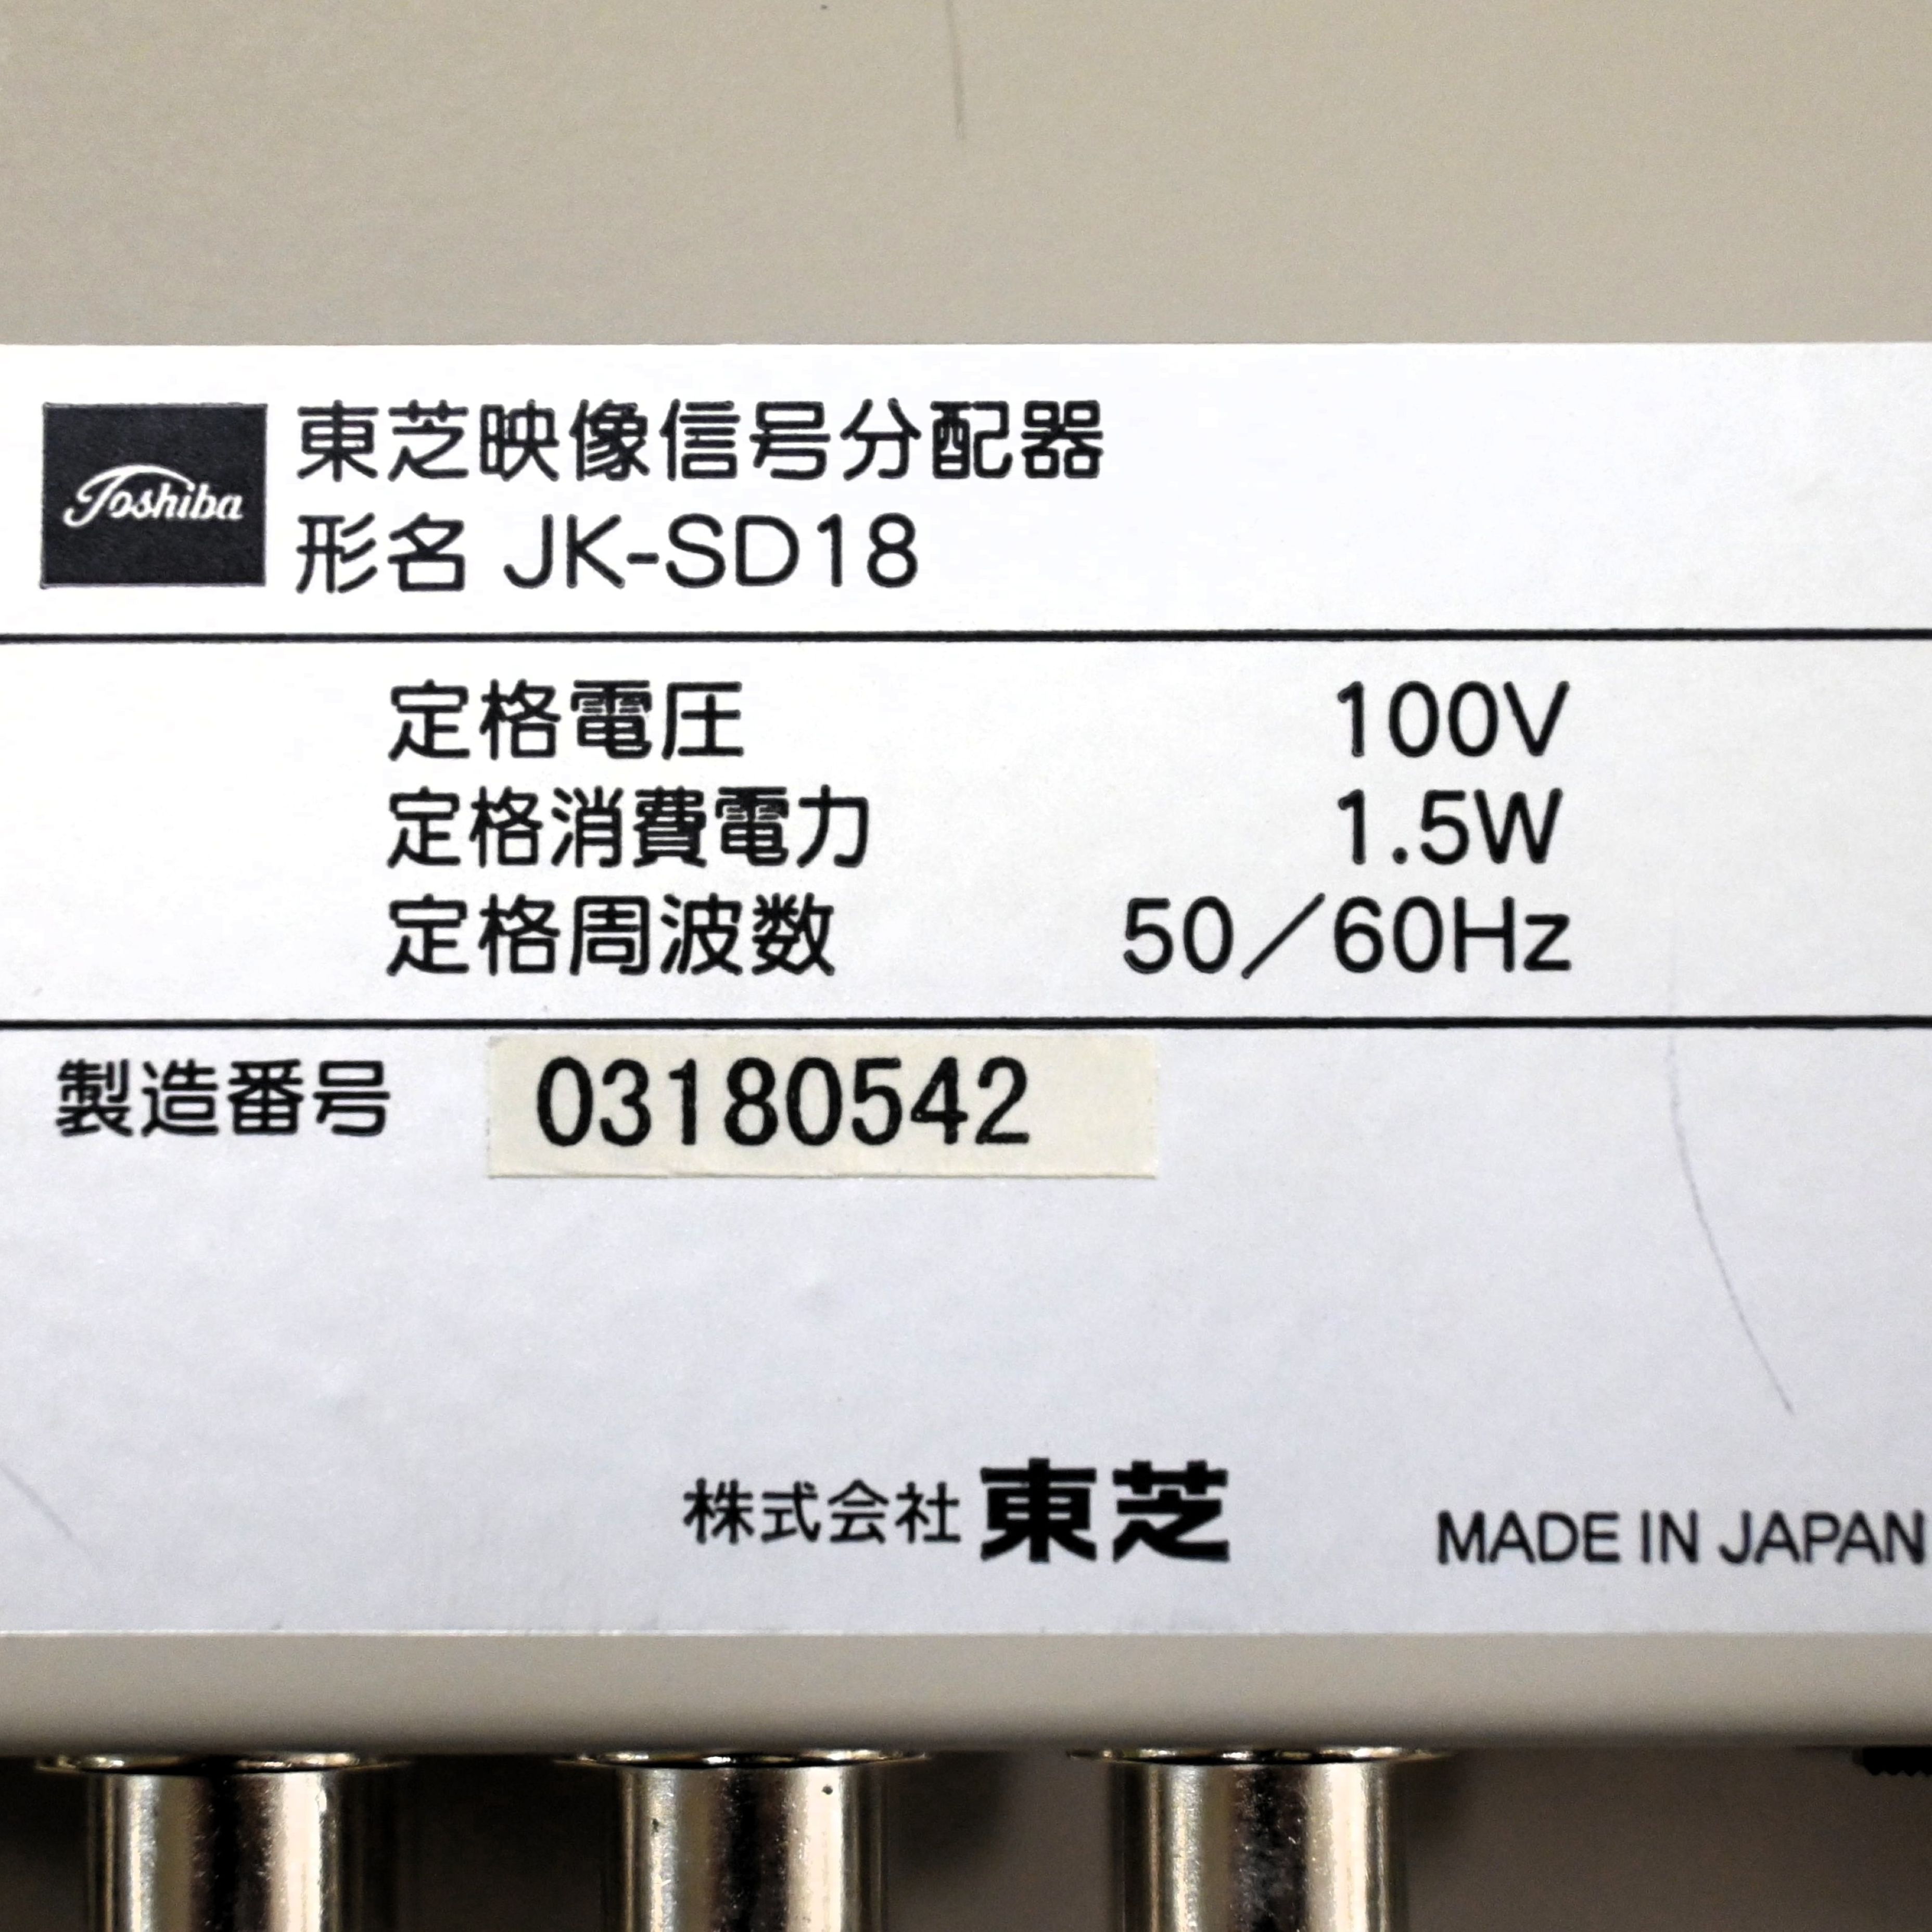 Toshiba
東芝映像信号分配器
形名 JK-SD18
定格電圧 100V
定格消費電力 1.5W
定格周波数 50／60Hz
製造番号 03180542
株式会社 東芝 MADE IN JAPAN